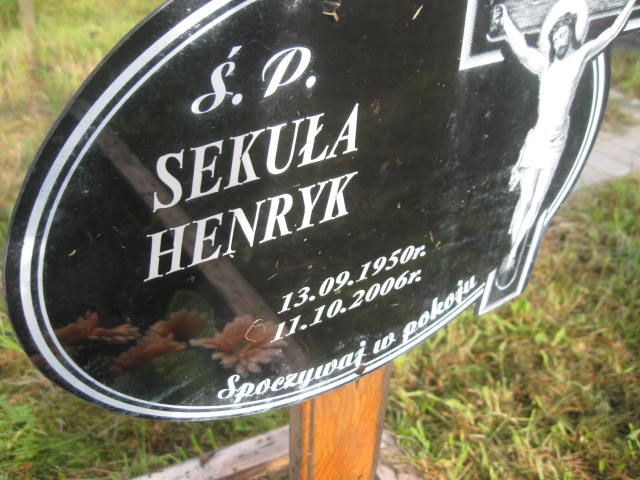 Ś. P.
SEKUŁA
HENRYK
13.09.1950r.
11.10.2006r.
Spoczywaj w pokoju